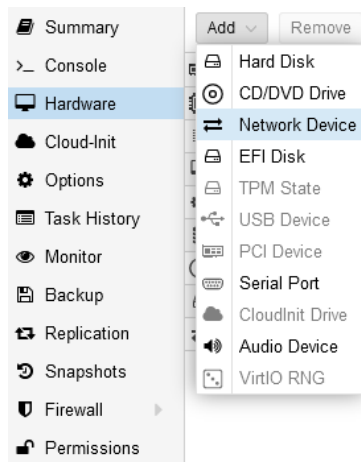 Summary
Console
Hardware
Cloud-Init
Options
Task History
Monitor
Backup
Replication
Snapshots
Firewall
Permissions
Add
Remove
Hard Disk
CD/DVD Drive
Network Device
EFI Disk
TPM State
USB Device
PCI Device
Serial Port
CloudInit Drive
Audio Device
VirtIO RNG